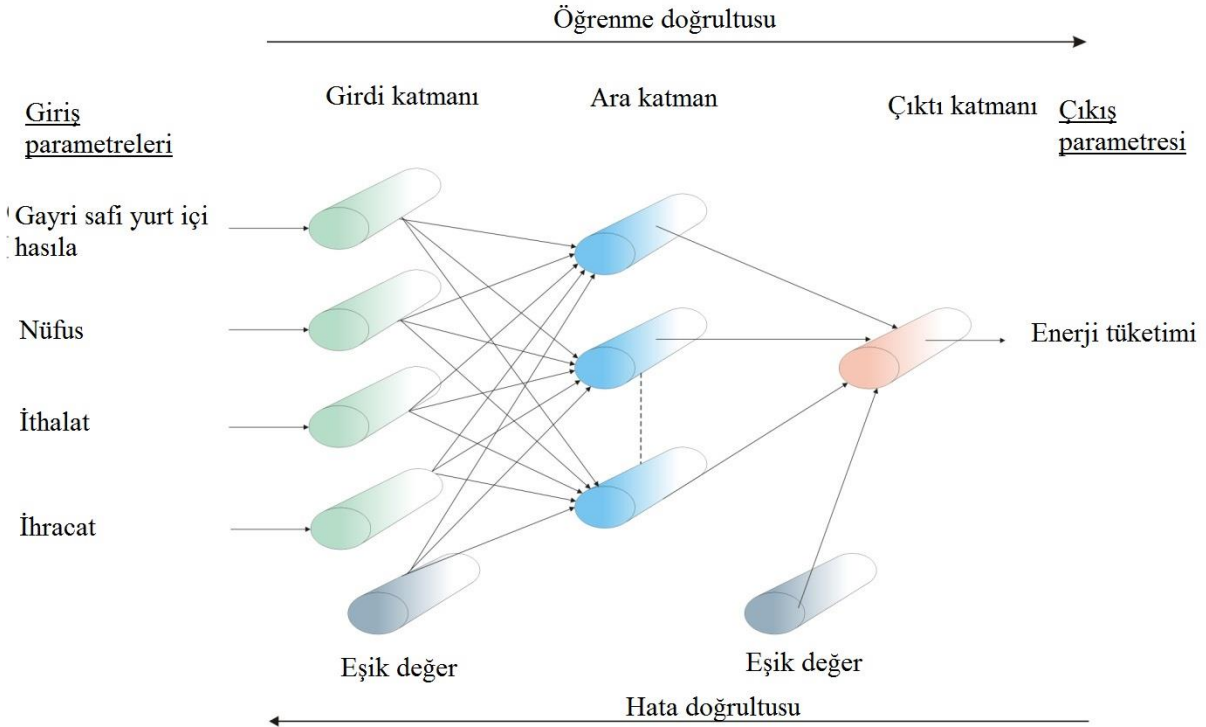 Öğrenme doğrultusu
Girdi katmanı
Ara katman
Çıktı katmanı
Giriş
parametreleri
Çıkış
parametresi
Gayri safi yurt içi
hasıla
Nüfus
İthalat
İhracat
Enerji tüketimi
Eşik değer
Eşik değer
Hata doğrultusu